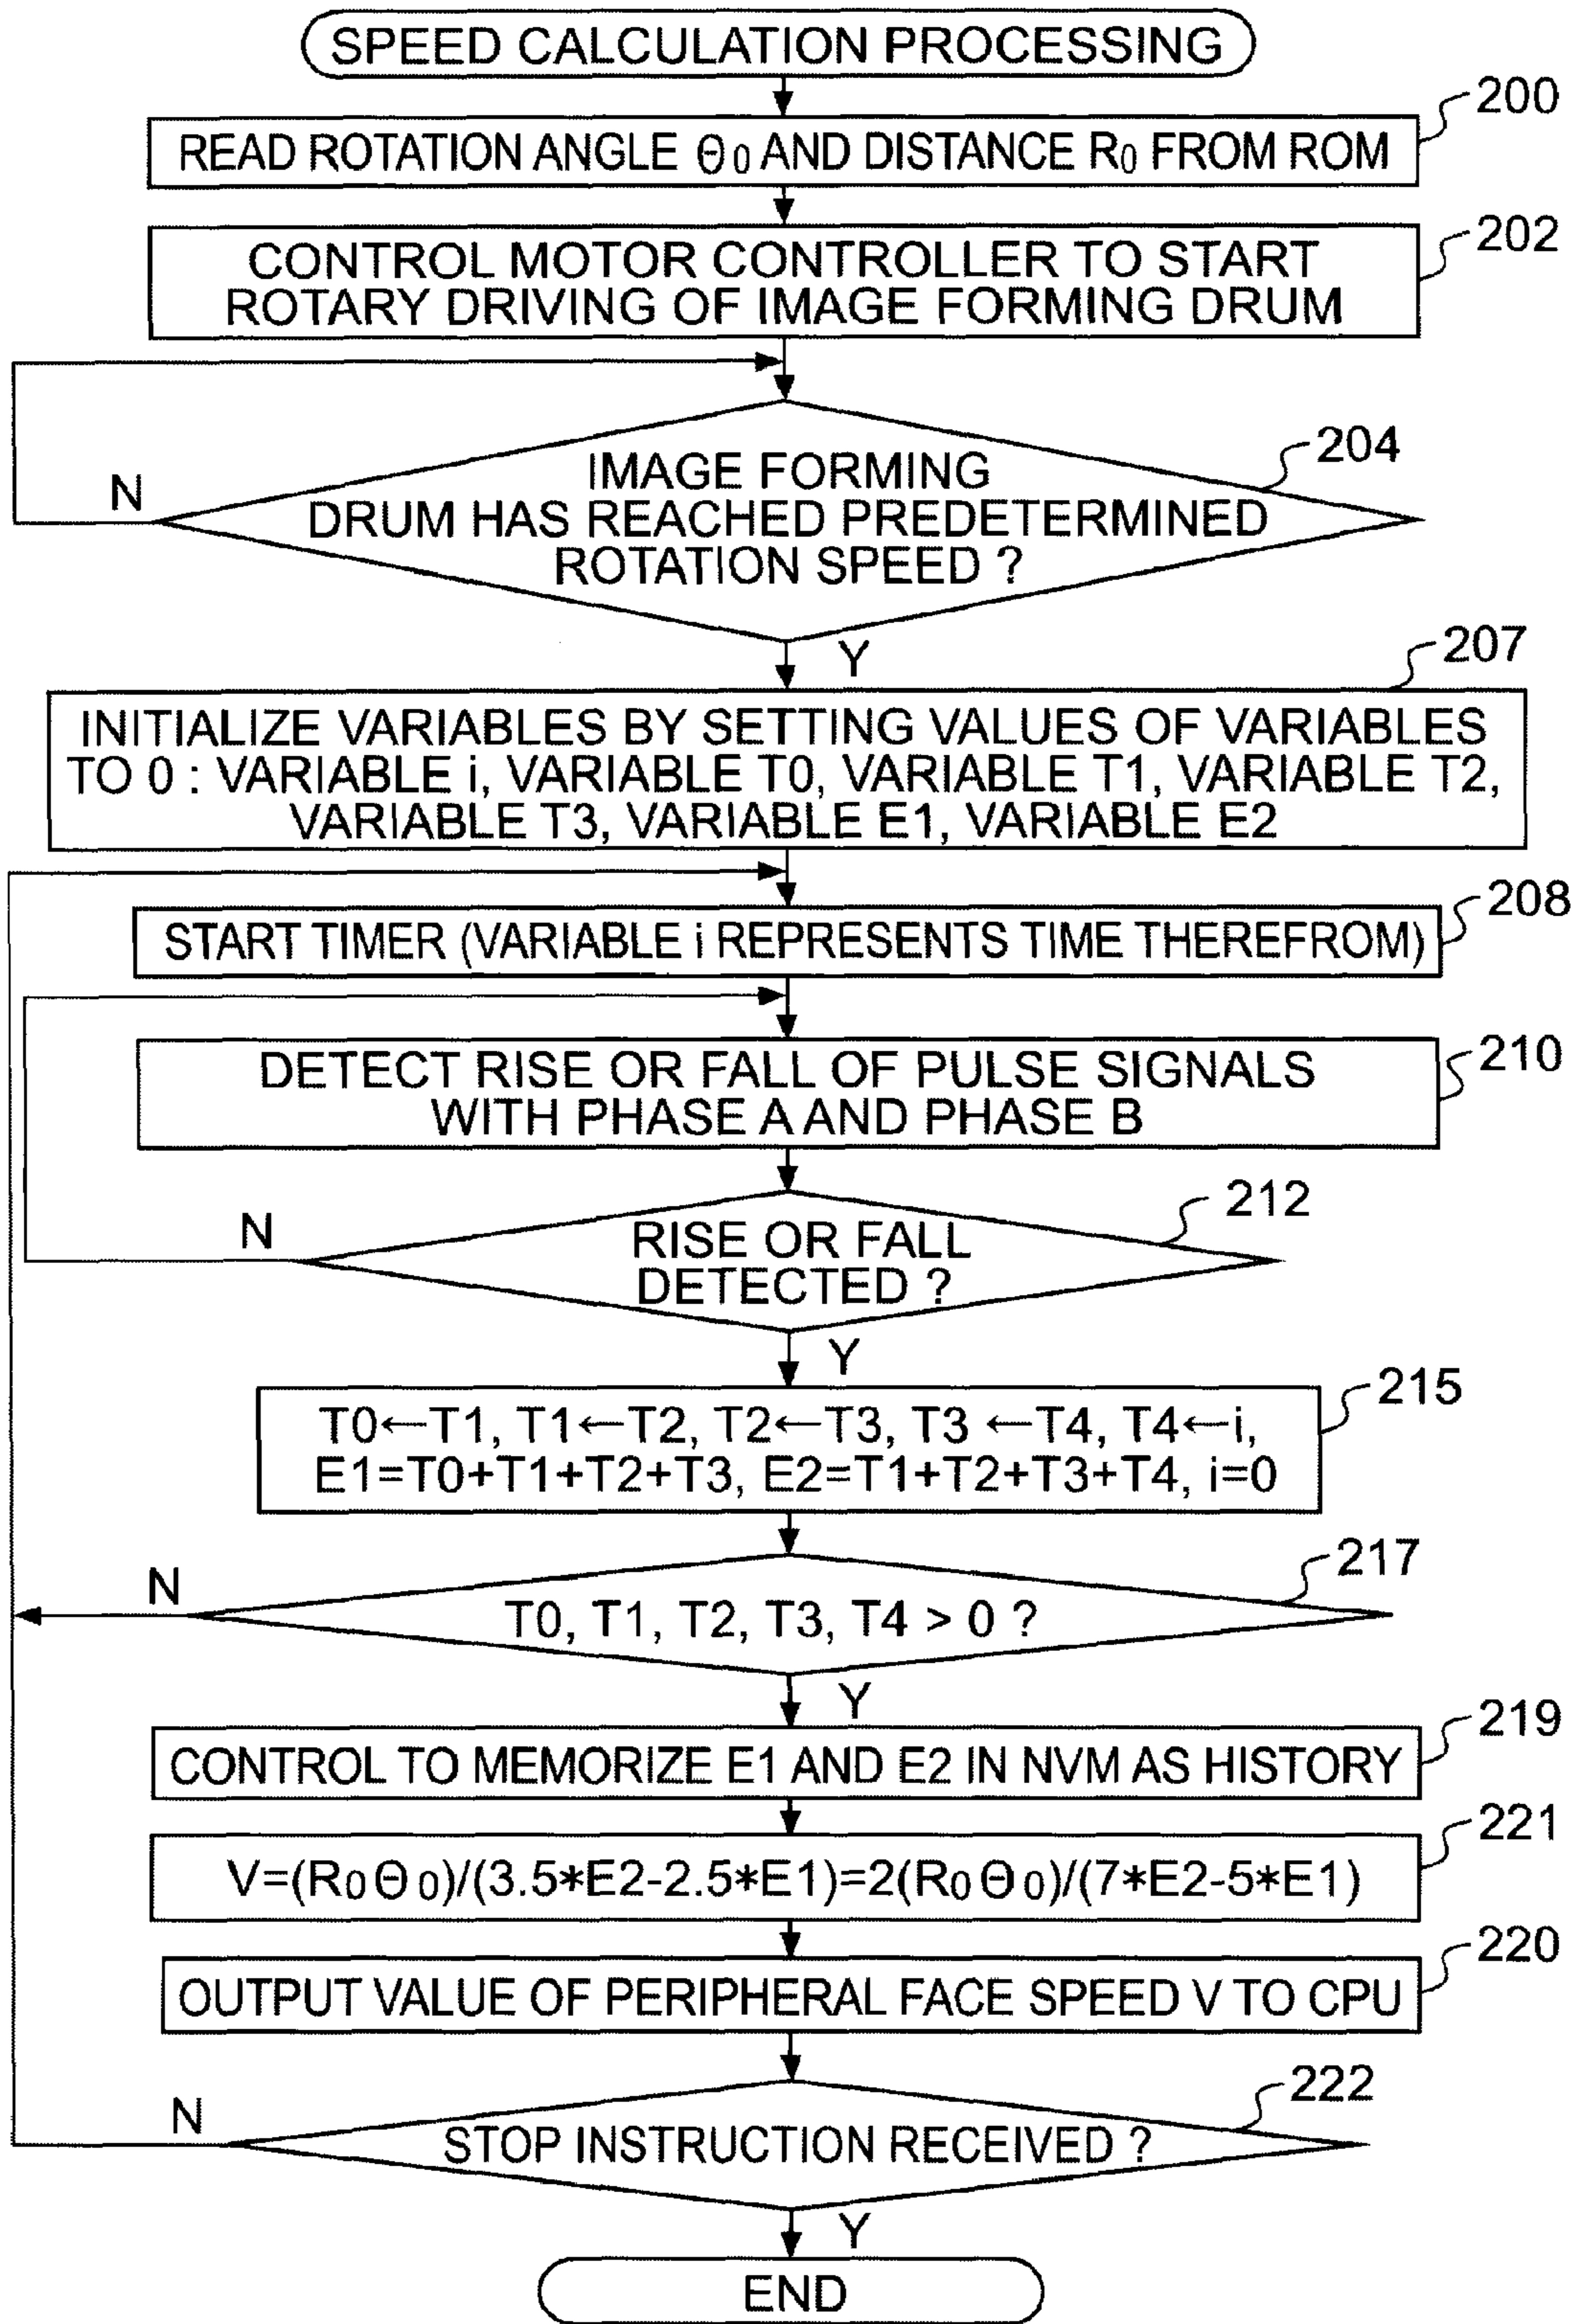 SPEED CALCULATION PROCESSING
200
READ ROTATION ANGLE Θ0 AND DISTANCE R0 FROM ROM
202
CONTROL MOTOR CONTROLLER TO START
ROTARY DRIVING OF IMAGE FORMING DRUM
204
IMAGE FORMING
N
DRUM HAS REACHED PREDETERMINED
ROTATION SPEED ?
Y
207
INITIALIZE VARIABLES BY SETTING VALUES OF VARIABLES
TO 0 : VARIABLE i, VARIABLE T0, VARIABLE T1, VARIABLE T2,
VARIABLE T3, VARIABLE E1, VARIABLE E2
208
START TIMER (VARIABLE i REPRESENTS TIME THEREFROM)
210
DETECT RISE OR FALL OF PULSE SIGNALS
WITH PHASE A AND PHASE B
212
N
RISE OR FALL
DETECTED ?
Y
215
T0←T1, T1←T2, T2←T3, T3 ←T4, T4←i,
E1=T0+T1+T2+T3, E2=T1+T2+T3+T4, i=0
217
N
T0, T1, T2, T3, T4 > 0 ?
Y
219
CONTROL TO MEMORIZE E1 AND E2 IN NVM AS HISTORY
221
V=(R0Θ0)/(3.5*E2-2.5*E1)=2(R0Θ0)/(7*E2-5*E1)
220
OUTPUT VALUE OF PERIPHERAL FACE SPEED V TO CPU
222
N
STOP INSTRUCTION RECEIVED ?
Y
END